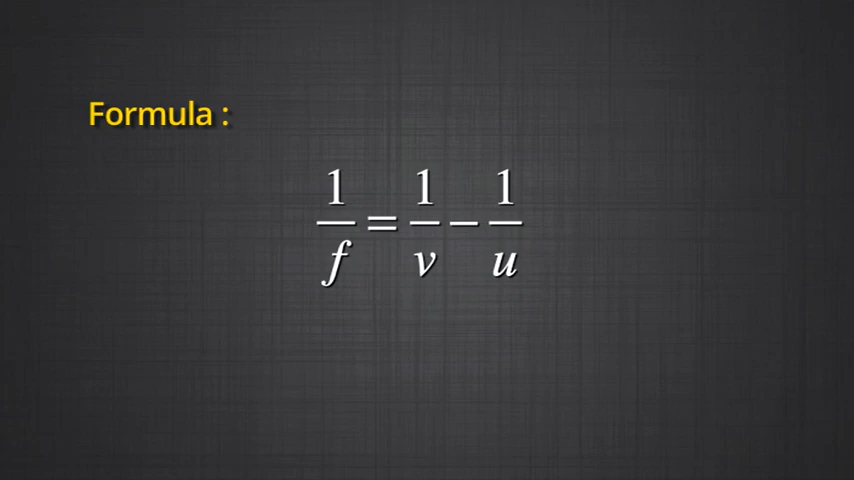 Formula :
1/f = 1/v − 1/u